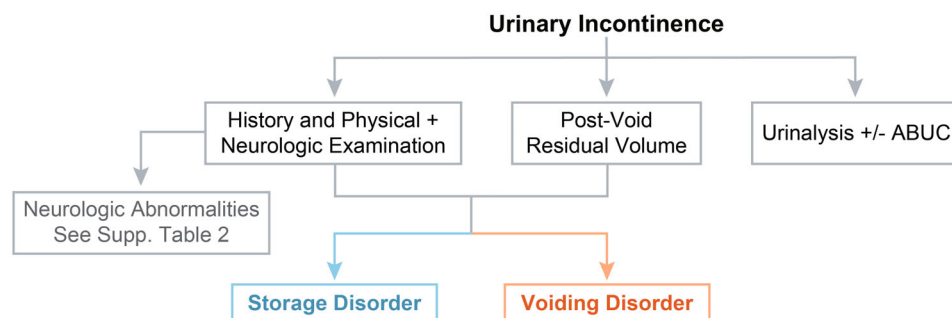 Urinary Incontinence
History and Physical +
Neurologic Examination
Post-Void
Residual Volume
Urinalysis +/- ABUC
Neurologic Abnormalities
See Supp. Table 2
Storage Disorder
Voiding Disorder